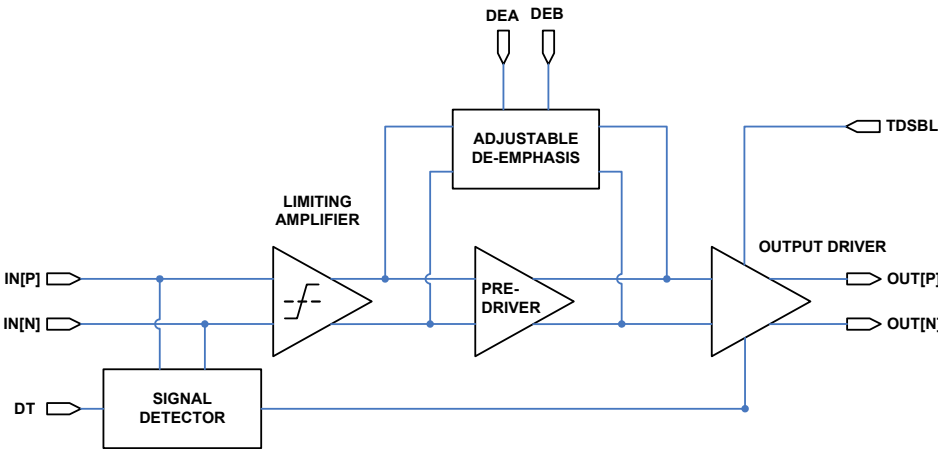 DEA
DEB
TDSBL
ADJUSTABLE
DE-EMPHASIS
LIMITING
AMPLIFIER
OUTPUT DRIVER
IN[P]
PRE-
DRIVER
OUT[P]
IN[N]
OUT[N]
DT
SIGNAL
DETECTOR